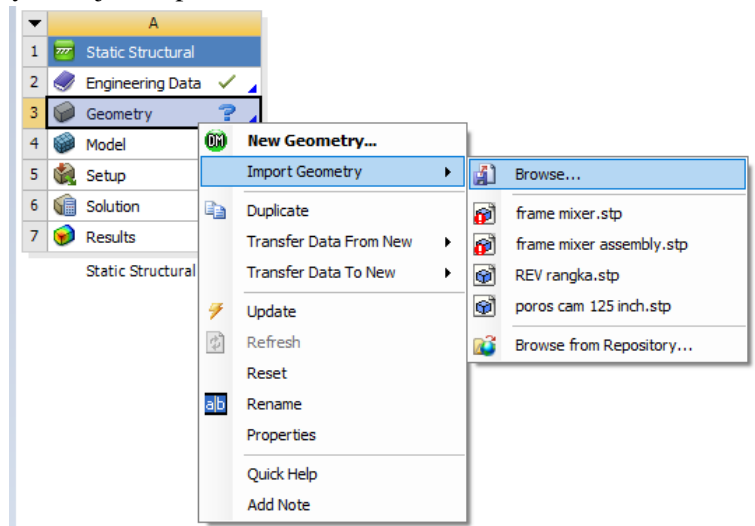 A
1 Static Structural
2 Engineering Data
3 Geometry ?
4 Model
5 Setup
6 Solution
7 Results
Static Structural
DM New Geometry...
Import Geometry
Duplicate
Transfer Data From New
Transfer Data To New
Update
Refresh
Reset
a|b Rename
Properties
Quick Help
Add Note
Browse...
frame mixer.stp
frame mixer assembly.stp
REV rangka.stp
poros cam 125 inch.stp
Browse from Repository...